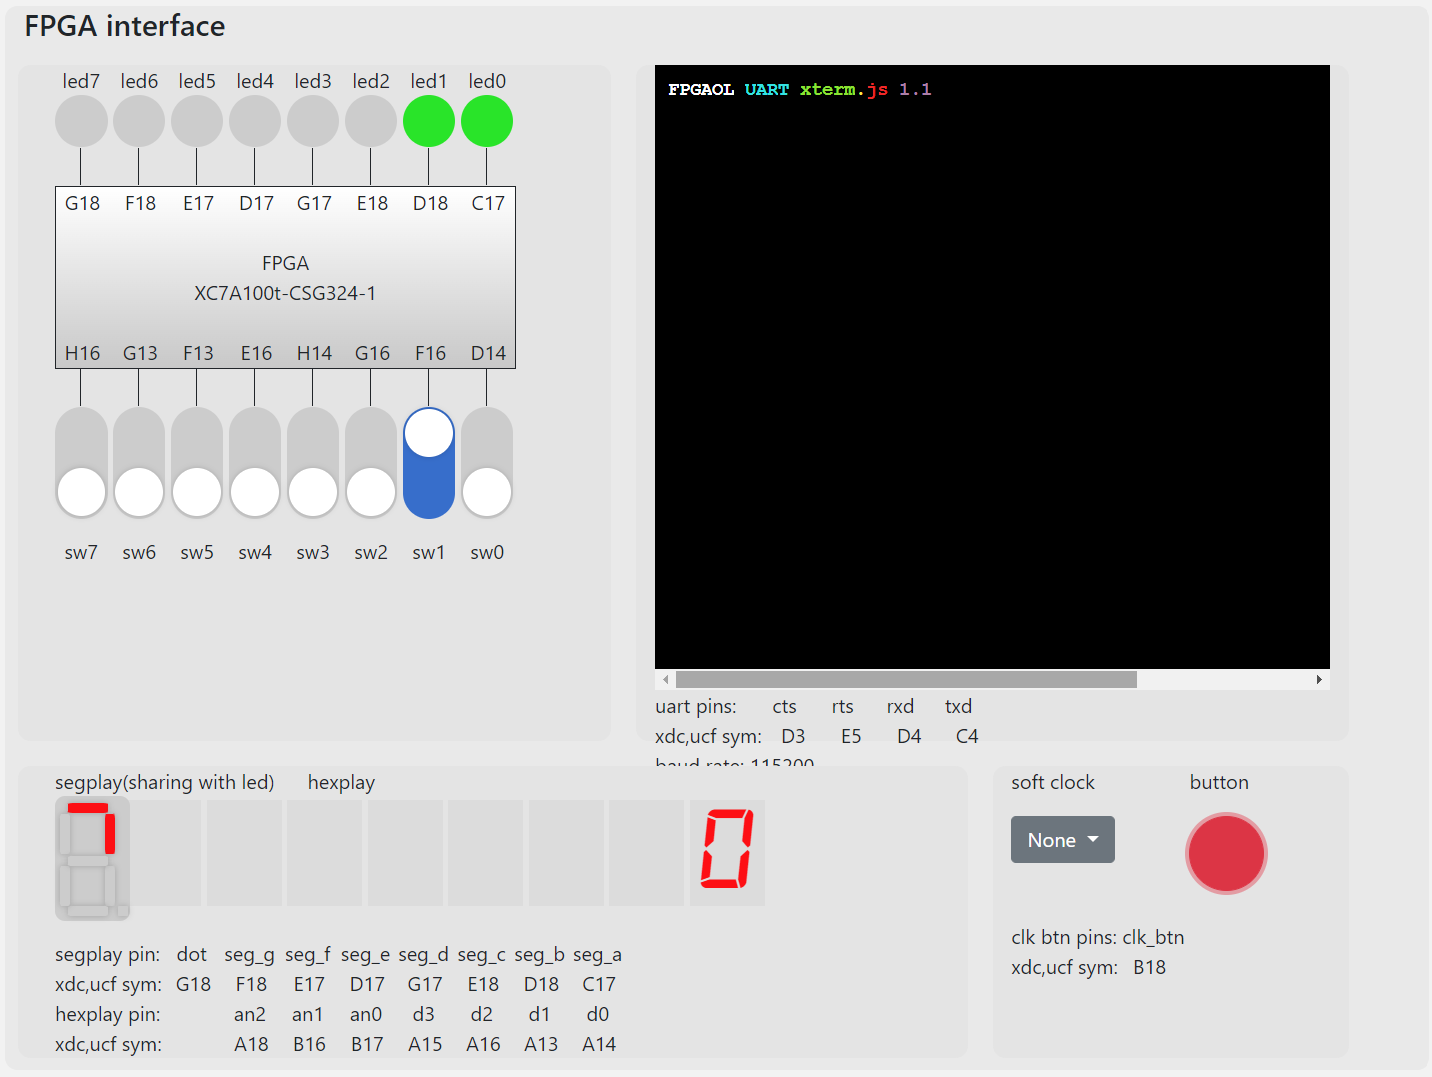 FPGA interface
led7 led6 led5 led4 led3 led2 led1 led0
G18 F18 E17 D17 G17 E18 D18 C17
FPGA
XC7A100t-CSG324-1
H16 G13 F13 E16 H14 G16 F16 D14
sw7 sw6 sw5 sw4 sw3 sw2 sw1 sw0
FPGAOL UART xterm.js 1.1
uart pins: cts rts rxd txd
xdc,ucf sym: D3 E5 D4 C4
baud rate: 115200
segplay(sharing with led) hexplay
0
segplay pin: dot seg_g seg_f seg_e seg_d seg_c seg_b seg_a
xdc,ucf sym: G18 F18 E17 D17 G17 E18 D18 C17
hexplay pin: an2 an1 an0 d3 d2 d1 d0
xdc,ucf sym: A18 B16 B17 A15 A16 A13 A14
soft clock button
None
clk btn pins: clk_btn
xdc,ucf sym: B18